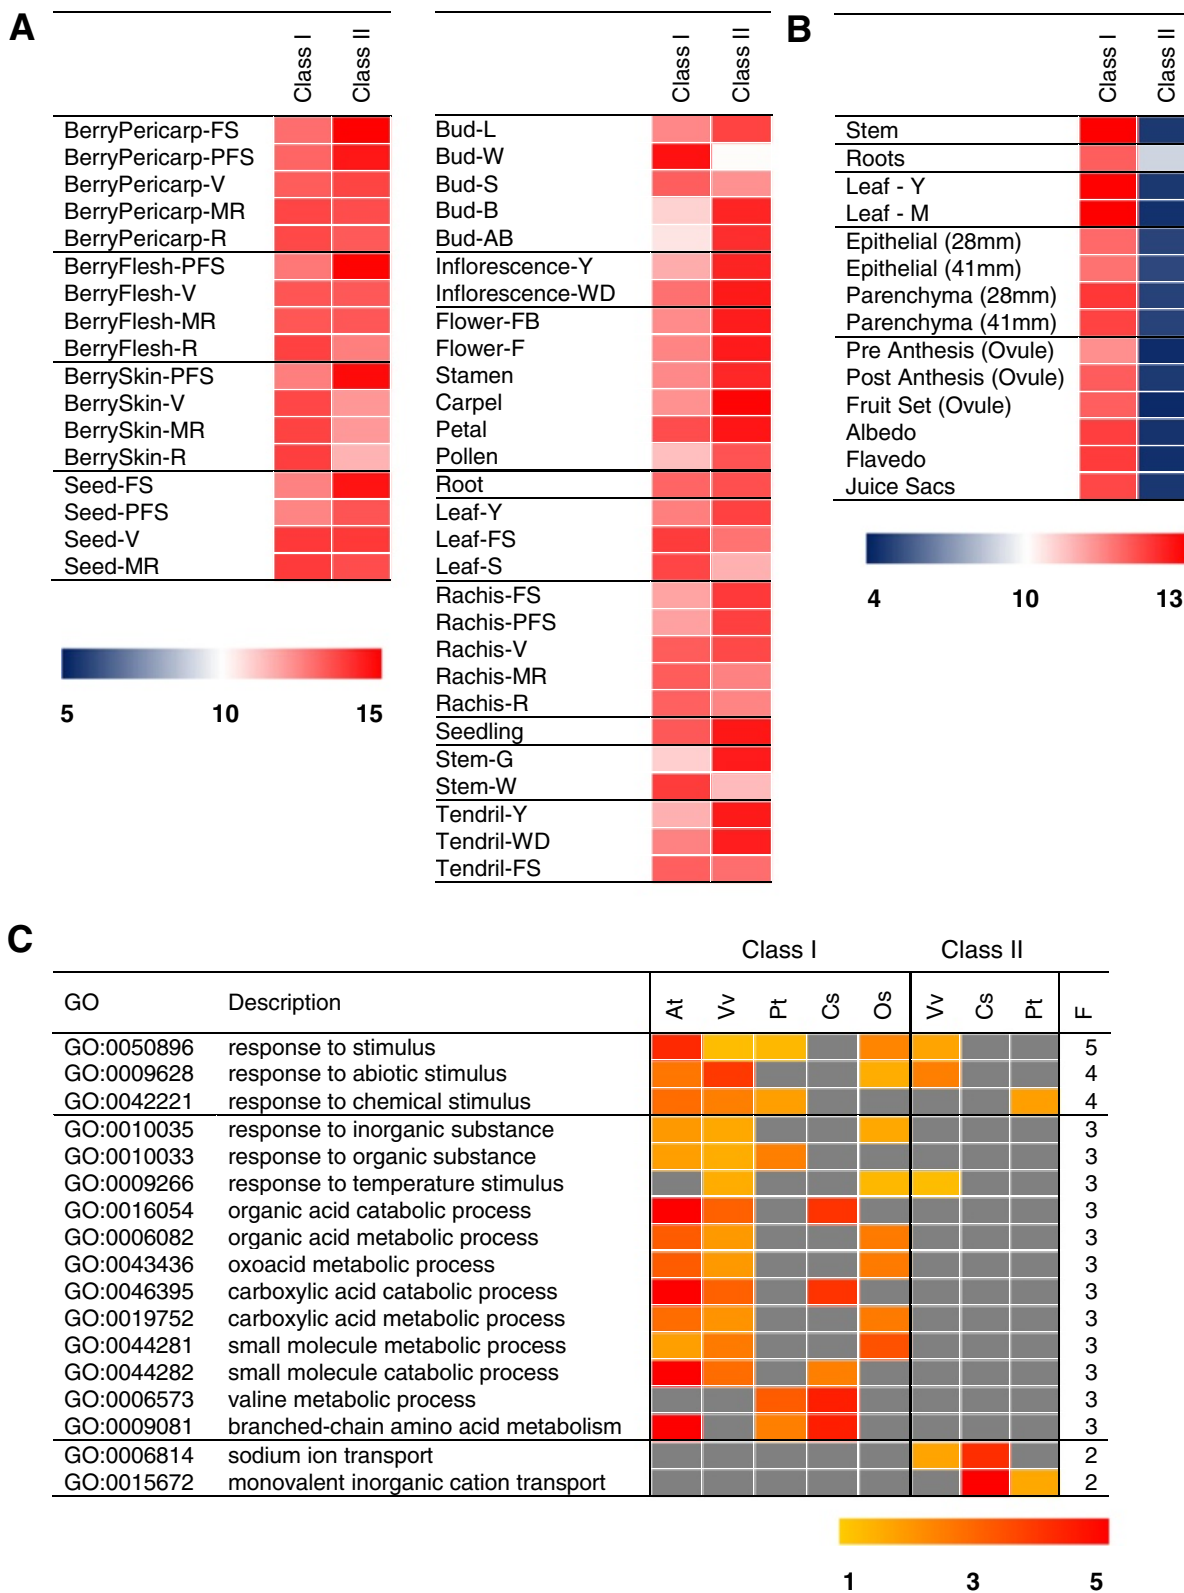 A
Class I
Class II
BerryPericarp-FS
BerryPericarp-PFS
BerryPericarp-V
BerryPericarp-MR
BerryPericarp-R
BerryFlesh-PFS
BerryFlesh-V
BerryFlesh-MR
BerryFlesh-R
BerrySkin-PFS
BerrySkin-V
BerrySkin-MR
BerrySkin-R
Seed-FS
Seed-PFS
Seed-V
Seed-MR
5 10 15
Class I
Class II
Bud-L
Bud-W
Bud-S
Bud-B
Bud-AB
Inflorescence-Y
Inflorescence-WD
Flower-FB
Flower-F
Stamen
Carpel
Petal
Pollen
Root
Leaf-Y
Leaf-FS
Leaf-S
Rachis-FS
Rachis-PFS
Rachis-V
Rachis-MR
Rachis-R
Seedling
Stem-G
Stem-W
Tendril-Y
Tendril-WD
Tendril-FS
B
Class I
Class II
Stem
Roots
Leaf - Y
Leaf - M
Epithelial (28mm)
Epithelial (41mm)
Parenchyma (28mm)
Parenchyma (41mm)
Pre Anthesis (Ovule)
Post Anthesis (Ovule)
Fruit Set (Ovule)
Albedo
Flavedo
Juice Sacs
4 10 13
C
Class I Class II
GO Description At Vv Pt Cs Os Vv Cs Pt F
GO:0050896 response to stimulus 5
GO:0009628 response to abiotic stimulus 4
GO:0042221 response to chemical stimulus 4
GO:0010035 response to inorganic substance 3
GO:0010033 response to organic substance 3
GO:0009266 response to temperature stimulus 3
GO:0016054 organic acid catabolic process 3
GO:0006082 organic acid metabolic process 3
GO:0043436 oxoacid metabolic process 3
GO:0046395 carboxylic acid catabolic process 3
GO:0019752 carboxylic acid metabolic process 3
GO:0044281 small molecule metabolic process 3
GO:0044282 small molecule catabolic process 3
GO:0006573 valine metabolic process 3
GO:0009081 branched-chain amino acid metabolism 3
GO:0006814 sodium ion transport 2
GO:0015672 monovalent inorganic cation transport 2
1 3 5